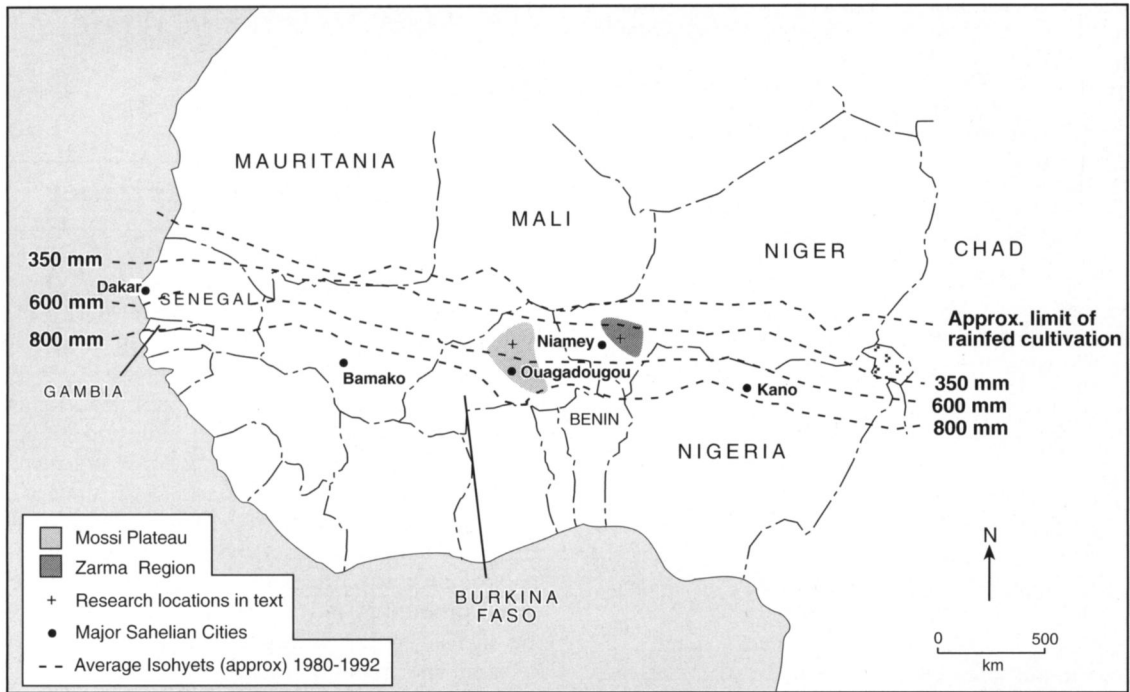 MAURITANIA
MALI
NIGER
CHAD
350 mm
Dakar
SENEGAL
600 mm
800 mm
GAMBIA
Bamako
Niamey
Ouagadougou
BENIN
Kano
NIGERIA
Approx. limit of
rainfed cultivation
350 mm
600 mm
800 mm
BURKINA
FASO
Mossi Plateau
Zarma Region
+ Research locations in text
Major Sahelian Cities
Average Isohyets (approx) 1980-1992
N
0 500
km